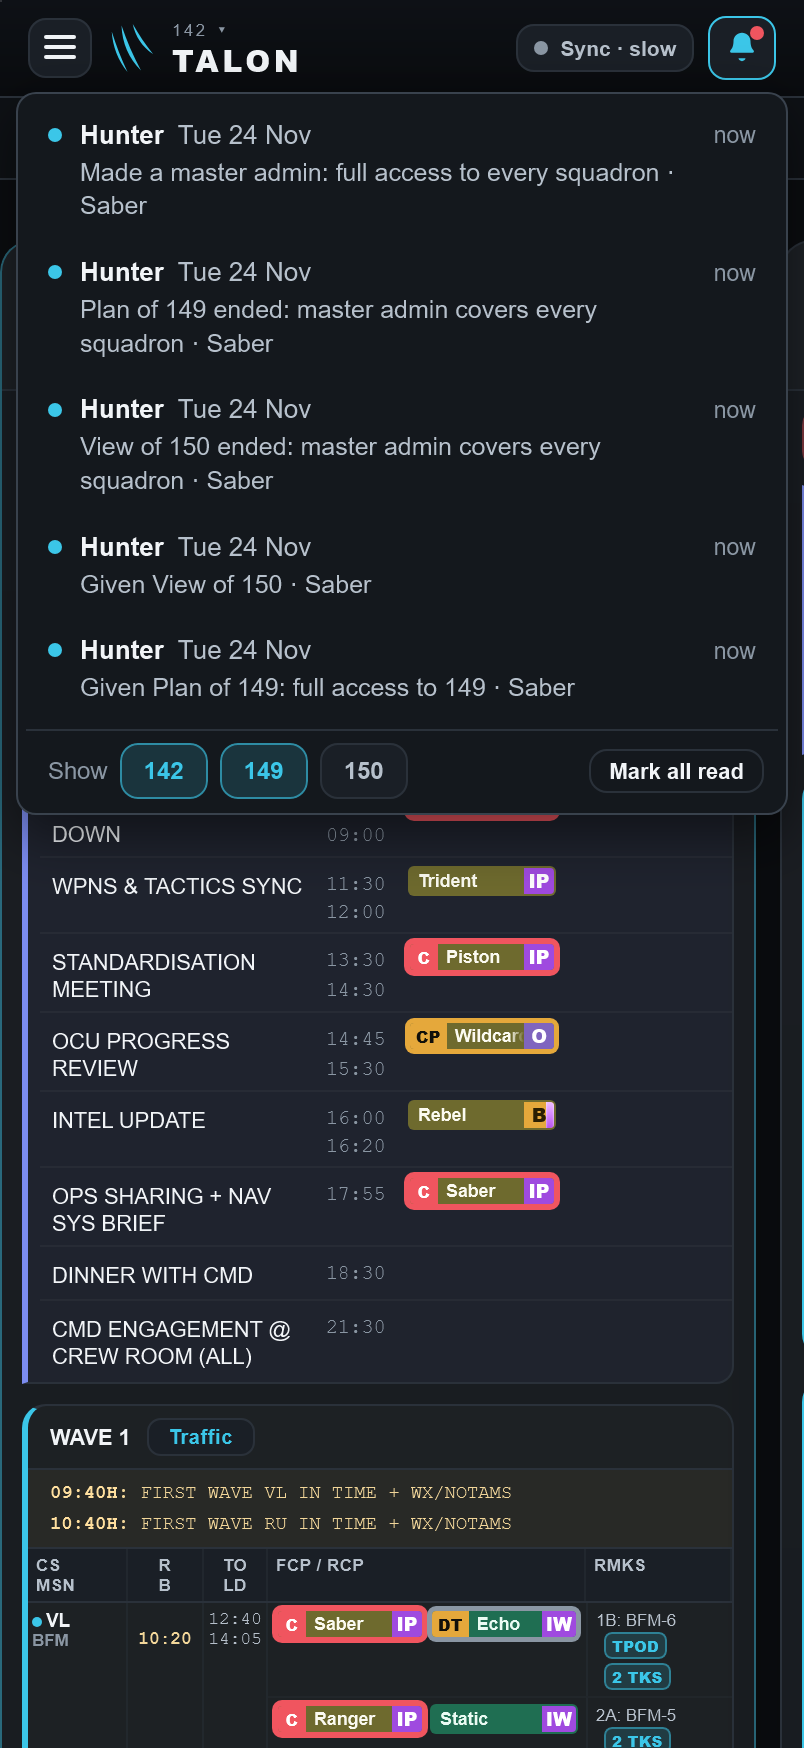 142 ▾
TALON
Sync · slow
Hunter Tue 24 Nov now
Made a master admin: full access to every squadron ·
Saber
Hunter Tue 24 Nov now
Plan of 149 ended: master admin covers every
squadron · Saber
Hunter Tue 24 Nov now
View of 150 ended: master admin covers every
squadron · Saber
Hunter Tue 24 Nov now
Given View of 150 · Saber
Hunter Tue 24 Nov now
Given Plan of 149: full access to 149 · Saber
Show 142 149 150 Mark all read
DOWN 09:00
WPNS & TACTICS SYNC 11:30 Trident IP
12:00
STANDARDISATION 13:30 C Piston IP
MEETING 14:30
OCU PROGRESS 14:45 CP Wildcar O
REVIEW 15:30
INTEL UPDATE 16:00 Rebel B
16:20
OPS SHARING + NAV 17:55 C Saber IP
SYS BRIEF
DINNER WITH CMD 18:30
CMD ENGAGEMENT @ 21:30
CREW ROOM (ALL)
WAVE 1 Traffic
09:40H: FIRST WAVE VL IN TIME + WX/NOTAMS
10:40H: FIRST WAVE RU IN TIME + WX/NOTAMS
CS R TO FCP / RCP RMKS
MSN B LD
VL 12:40 C Saber IP DT Echo IW 1B: BFM-6
BFM 10:20 14:05 TPOD
2 TKS
C Ranger IP Static IW 2A: BFM-5
2 TKS